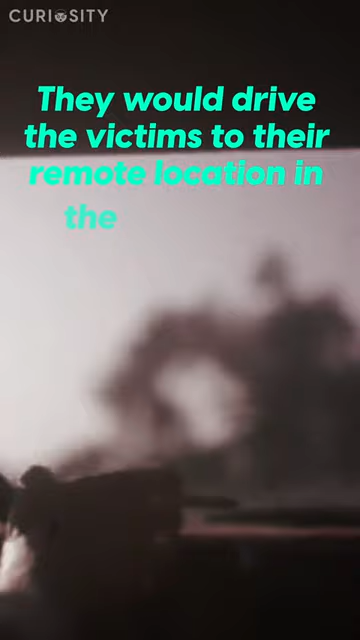 CURIOSITY
They would drive
the victims to their
remote location in
the